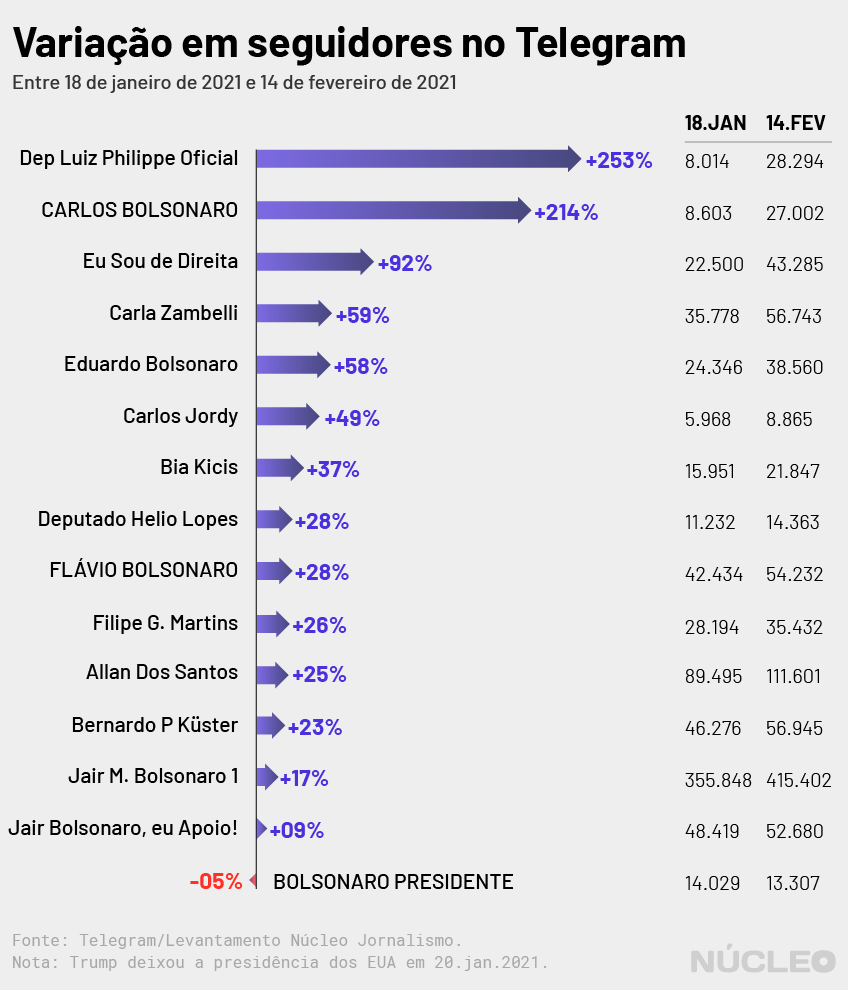 Variação em seguidores no Telegram
Entre 18 de janeiro de 2021 e 14 de fevereiro de 2021
18.JAN 14.FEV
Dep Luiz Philippe Oficial +253% 8.014 28.294
CARLOS BOLSONARO +214% 8.603 27.002
Eu Sou de Direita +92% 22.500 43.285
Carla Zambelli +59% 35.778 56.743
Eduardo Bolsonaro +58% 24.346 38.560
Carlos Jordy +49% 5.968 8.865
Bia Kicis +37% 15.951 21.847
Deputado Helio Lopes +28% 11.232 14.363
FLÁVIO BOLSONARO +28% 42.434 54.232
Filipe G. Martins +26% 28.194 35.432
Allan Dos Santos +25% 89.495 111.601
Bernardo P Küster +23% 46.276 56.945
Jair M. Bolsonaro 1 +17% 355.848 415.402
Jair Bolsonaro, eu Apoio! +09% 48.419 52.680
-05% BOLSONARO PRESIDENTE 14.029 13.307
Fonte: Telegram/Levantamento Núcleo Jornalismo.
Nota: Trump deixou a presidência dos EUA em 20.jan.2021.
NÚCLEO